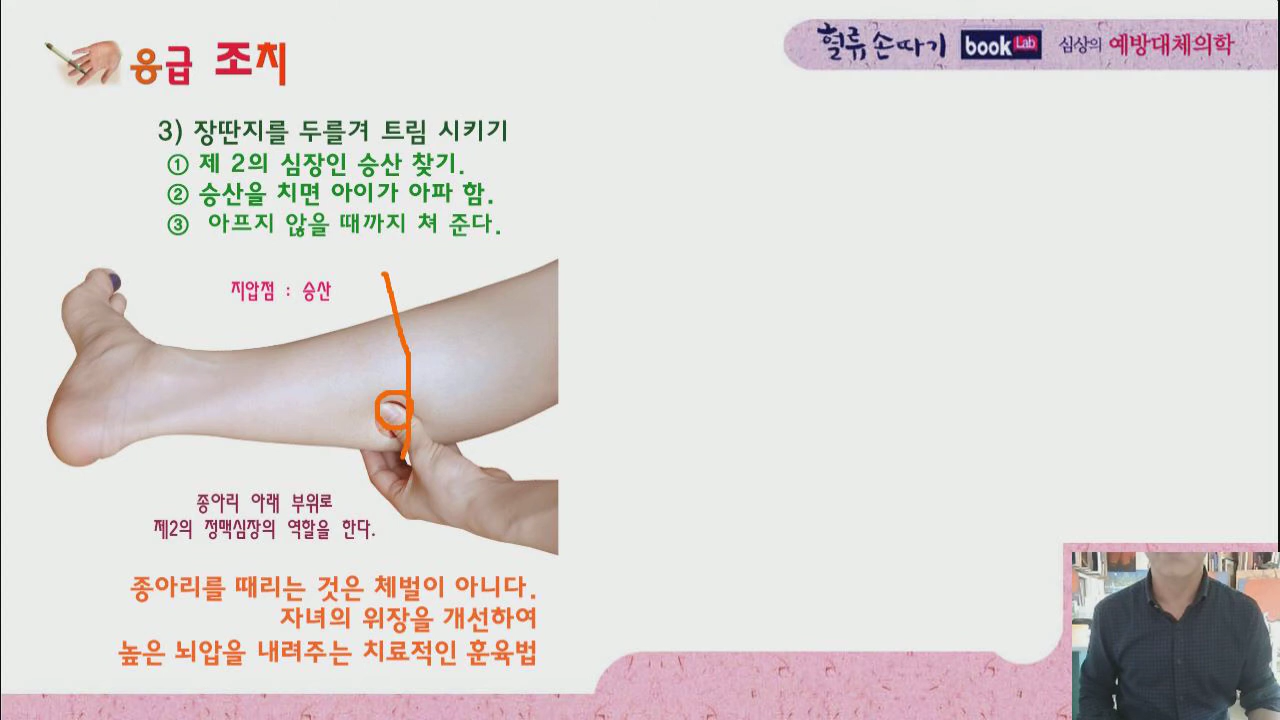 응급 조치
혈류 손따기 book Lab 심상의 예방대체의학
3) 장딴지를 두를겨 트림 시키기
① 제 2의 심장인 승산 찾기.
② 승산을 치면 아이가 아파 함.
③ 아프지 않을 때까지 쳐 준다.
지압점 : 승산
종아리 아래 부위로
제2의 정맥심장의 역할을 한다.
종아리를 때리는 것은 체벌이 아니다.
자녀의 위장을 개선하여
높은 뇌압을 내려주는 치료적인 훈육법